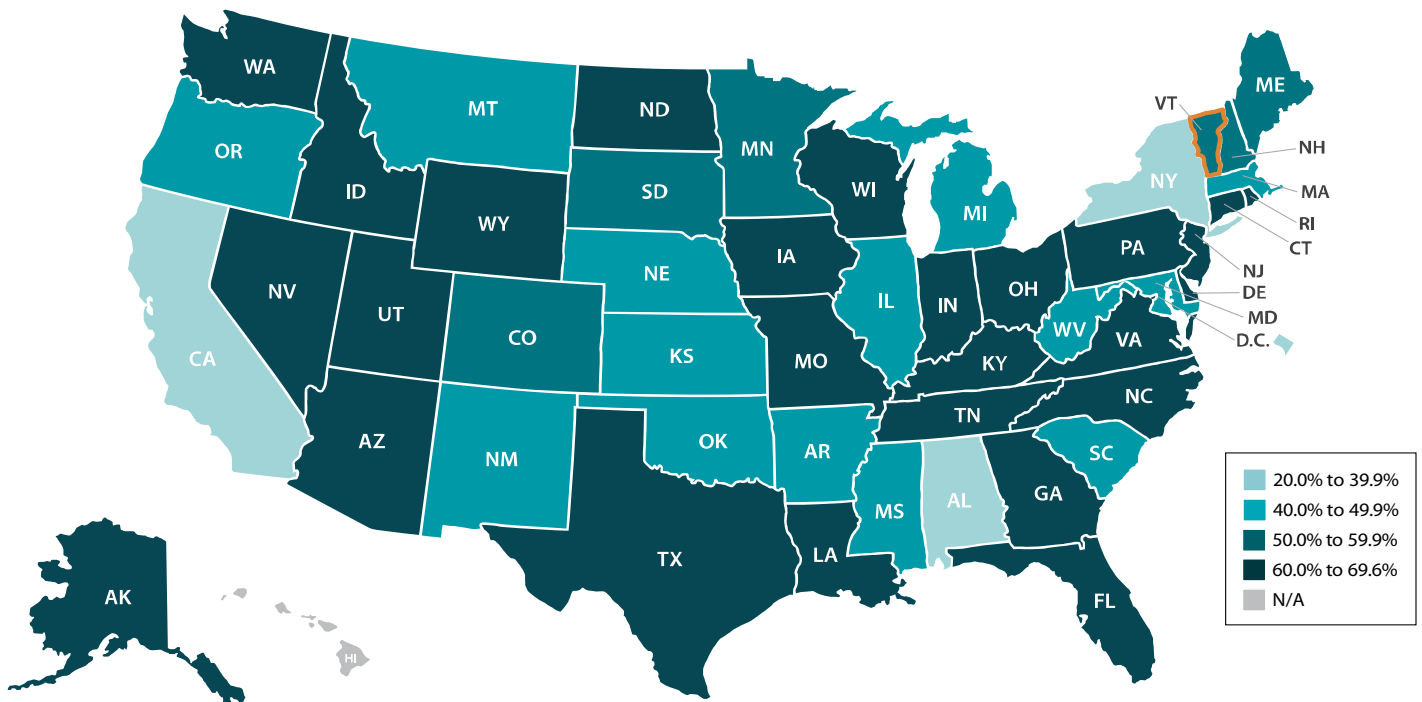 WA
MT
ND
MN
ME
VT
OR
ID
WY
SD
WI
MI
NY
NH
MA
RI
CT
NV
UT
CO
NE
IA
IL
IN
OH
PA
NJ
DE
MD
D.C.
CA
AZ
NM
KS
MO
KY
WV
VA
OK
AR
TN
NC
TX
LA
MS
AL
GA
SC
FL
AK
HI
20.0% to 39.9%
40.0% to 49.9%
50.0% to 59.9%
60.0% to 69.6%
N/A